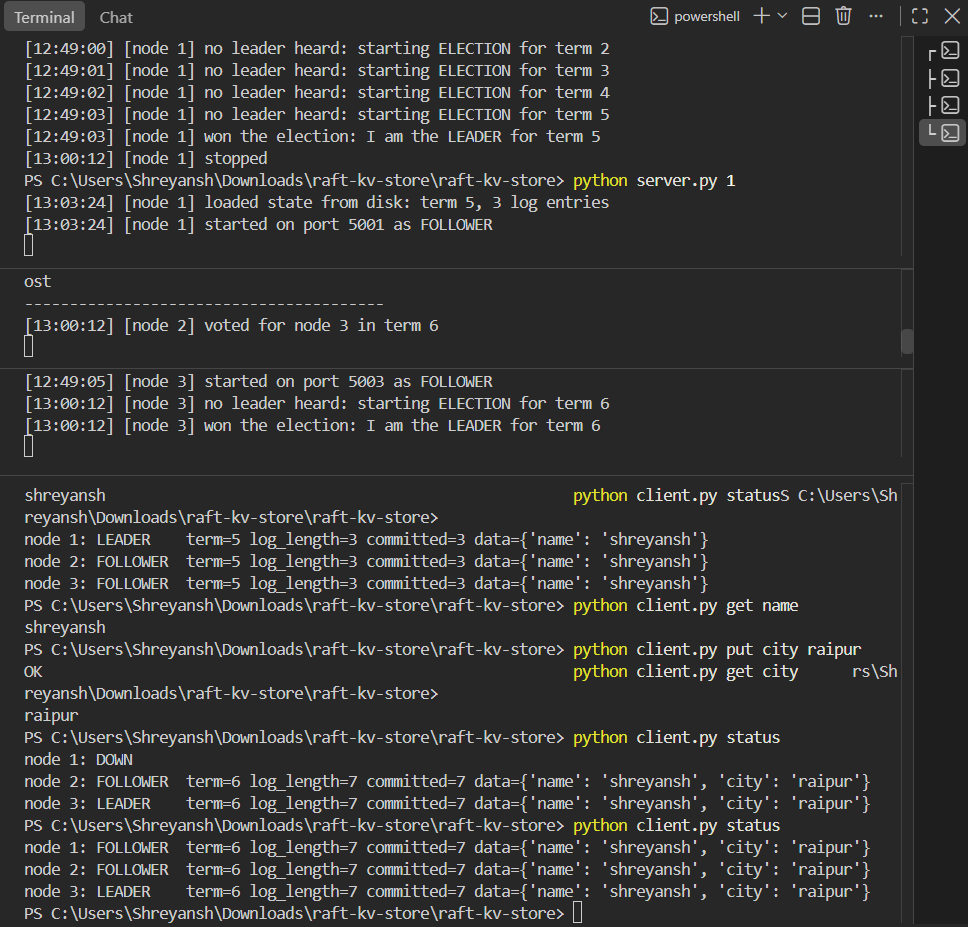 Terminal Chat powershell
[12:49:00] [node 1] no leader heard: starting ELECTION for term 2
[12:49:01] [node 1] no leader heard: starting ELECTION for term 3
[12:49:02] [node 1] no leader heard: starting ELECTION for term 4
[12:49:03] [node 1] no leader heard: starting ELECTION for term 5
[12:49:03] [node 1] won the election: I am the LEADER for term 5
[13:00:12] [node 1] stopped
PS C:\Users\Shreyansh\Downloads\raft-kv-store\raft-kv-store> python server.py 1
[13:03:24] [node 1] loaded state from disk: term 5, 3 log entries
[13:03:24] [node 1] started on port 5001 as FOLLOWER
ost
----------------------------------------
[13:00:12] [node 2] voted for node 3 in term 6
[12:49:05] [node 3] started on port 5003 as FOLLOWER
[13:00:12] [node 3] no leader heard: starting ELECTION for term 6
[13:00:12] [node 3] won the election: I am the LEADER for term 6
shreyansh python client.py statusS C:\Users\Sh
reyansh\Downloads\raft-kv-store\raft-kv-store>
node 1: LEADER term=5 log_length=3 committed=3 data={'name': 'shreyansh'}
node 2: FOLLOWER term=5 log_length=3 committed=3 data={'name': 'shreyansh'}
node 3: FOLLOWER term=5 log_length=3 committed=3 data={'name': 'shreyansh'}
PS C:\Users\Shreyansh\Downloads\raft-kv-store\raft-kv-store> python client.py get name
shreyansh
PS C:\Users\Shreyansh\Downloads\raft-kv-store\raft-kv-store> python client.py put city raipur
OK python client.py get city rs\Sh
reyansh\Downloads\raft-kv-store\raft-kv-store>
raipur
PS C:\Users\Shreyansh\Downloads\raft-kv-store\raft-kv-store> python client.py status
node 1: DOWN
node 2: FOLLOWER term=6 log_length=7 committed=7 data={'name': 'shreyansh', 'city': 'raipur'}
node 3: LEADER term=6 log_length=7 committed=7 data={'name': 'shreyansh', 'city': 'raipur'}
PS C:\Users\Shreyansh\Downloads\raft-kv-store\raft-kv-store> python client.py status
node 1: FOLLOWER term=6 log_length=7 committed=7 data={'name': 'shreyansh', 'city': 'raipur'}
node 2: FOLLOWER term=6 log_length=7 committed=7 data={'name': 'shreyansh', 'city': 'raipur'}
node 3: LEADER term=6 log_length=7 committed=7 data={'name': 'shreyansh', 'city': 'raipur'}
PS C:\Users\Shreyansh\Downloads\raft-kv-store\raft-kv-store>